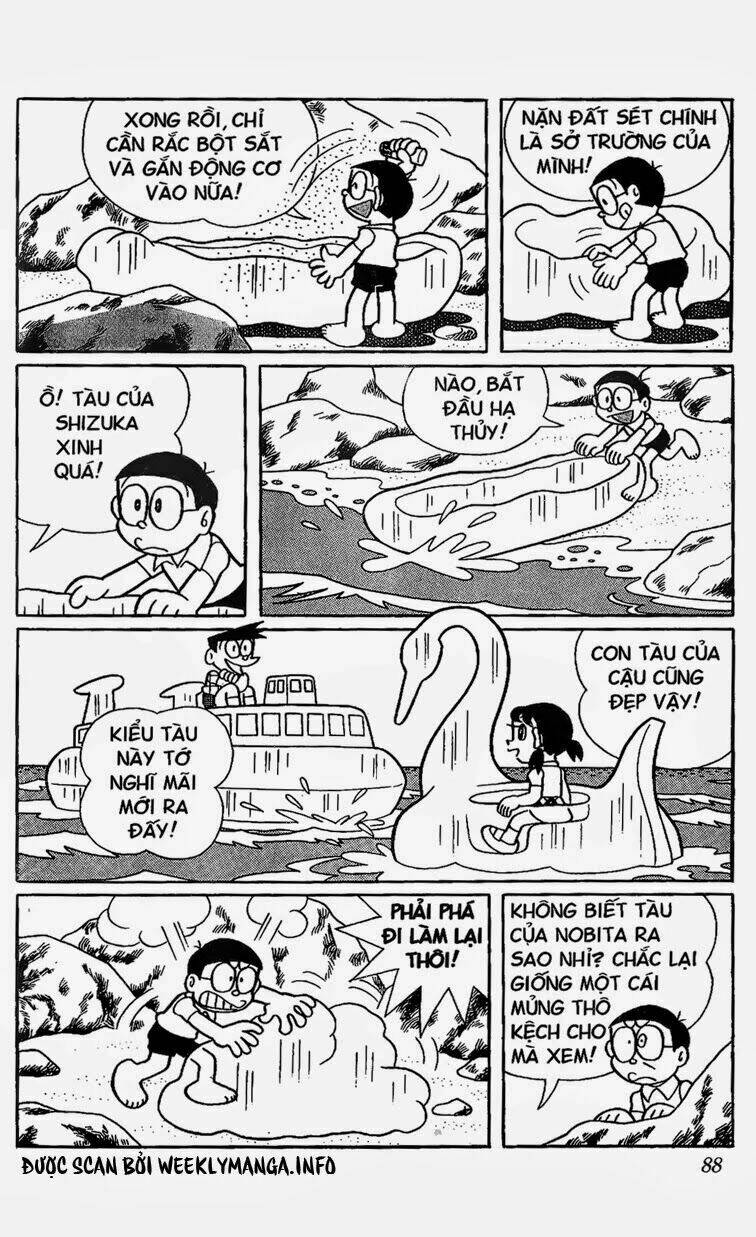 NẶN ĐẤT SÉT CHÍNH
LÀ SỞ TRƯỜNG CỦA
MÌNH!
XONG RỒI, CHỈ
CẦN RẮC BỘT SẮT
VÀ GẮN ĐỘNG CƠ
VÀO NỮA!
NÀO, BẮT
ĐẦU HẠ
THỦY!
Ồ! TÀU CỦA
SHIZUKA
XINH
QUÁ!
CON TÀU CỦA
CẬU CŨNG
ĐẸP VẬY!
KIỂU TÀU
NÀY TỚ
NGHĨ MÃI
MỚI RA
ĐẤY!
KHÔNG BIẾT TÀU
CỦA NOBITA RA
SAO NHỈ? CHẮC LẠI
GIỐNG MỘT CÁI
MỦNG THÔ
KỆCH CHO
MÀ XEM!
PHẢI PHÁ
ĐI LÀM LẠI
THÔI!
ĐƯỢC SCAN BỞI WEEKLYMANGA.INFO
88